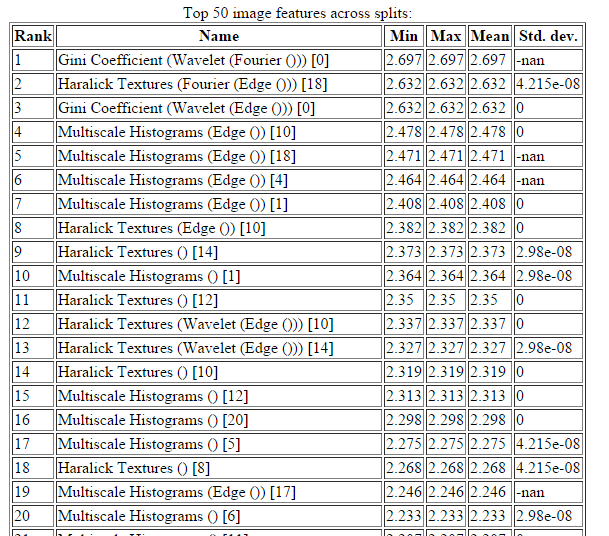 Top 50 image features across splits:
Rank Name Min Max Mean Std. dev.
1 Gini Coefficient (Wavelet (Fourier ())) [0] 2.697 2.697 2.697 -nan
2 Haralick Textures (Fourier (Edge ())) [18] 2.632 2.632 2.632 4.215e-08
3 Gini Coefficient (Wavelet (Edge ())) [0] 2.632 2.632 2.632 0
4 Multiscale Histograms (Edge ()) [10] 2.478 2.478 2.478 0
5 Multiscale Histograms (Edge ()) [18] 2.471 2.471 2.471 -nan
6 Multiscale Histograms (Edge ()) [4] 2.464 2.464 2.464 -nan
7 Multiscale Histograms (Edge ()) [1] 2.408 2.408 2.408 0
8 Haralick Textures (Edge ()) [10] 2.382 2.382 2.382 0
9 Haralick Textures () [14] 2.373 2.373 2.373 2.98e-08
10 Multiscale Histograms () [1] 2.364 2.364 2.364 2.98e-08
11 Haralick Textures () [12] 2.35 2.35 2.35 0
12 Haralick Textures (Wavelet (Edge ())) [10] 2.337 2.337 2.337 0
13 Haralick Textures (Wavelet (Edge ())) [14] 2.327 2.327 2.327 2.98e-08
14 Haralick Textures () [10] 2.319 2.319 2.319 0
15 Multiscale Histograms () [12] 2.313 2.313 2.313 0
16 Multiscale Histograms () [20] 2.298 2.298 2.298 0
17 Multiscale Histograms () [5] 2.275 2.275 2.275 4.215e-08
18 Haralick Textures () [8] 2.268 2.268 2.268 4.215e-08
19 Multiscale Histograms (Edge ()) [17] 2.246 2.246 2.246 -nan
20 Multiscale Histograms () [6] 2.233 2.233 2.233 2.98e-08